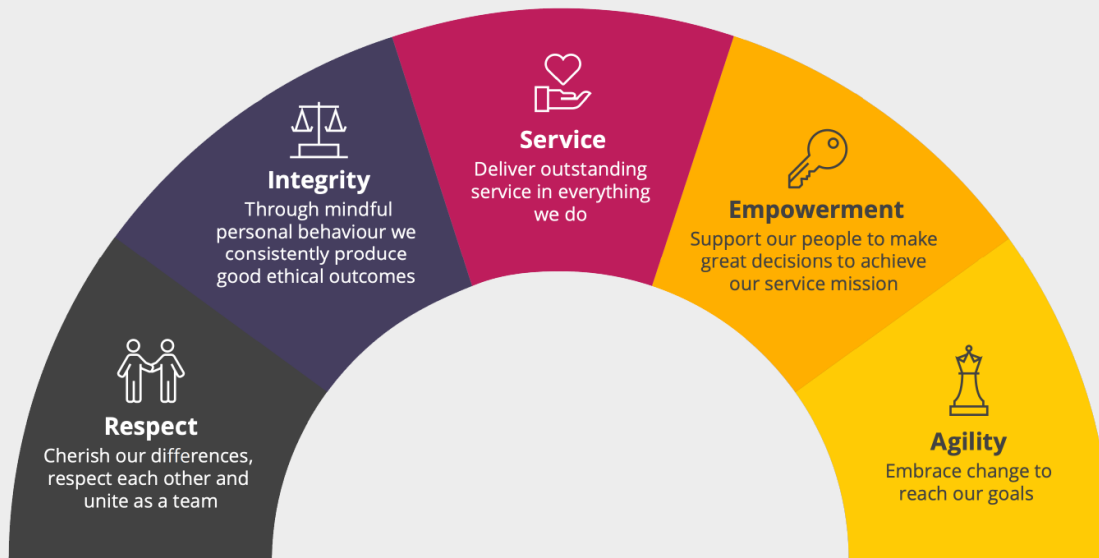 Respect
Cherish our differences,
respect each other and
unite as a team
Integrity
Through mindful
personal behaviour we
consistently produce
good ethical outcomes
Service
Deliver outstanding
service in everything
we do
Empowerment
Support our people to make
great decisions to achieve
our service mission
Agility
Embrace change to
reach our goals